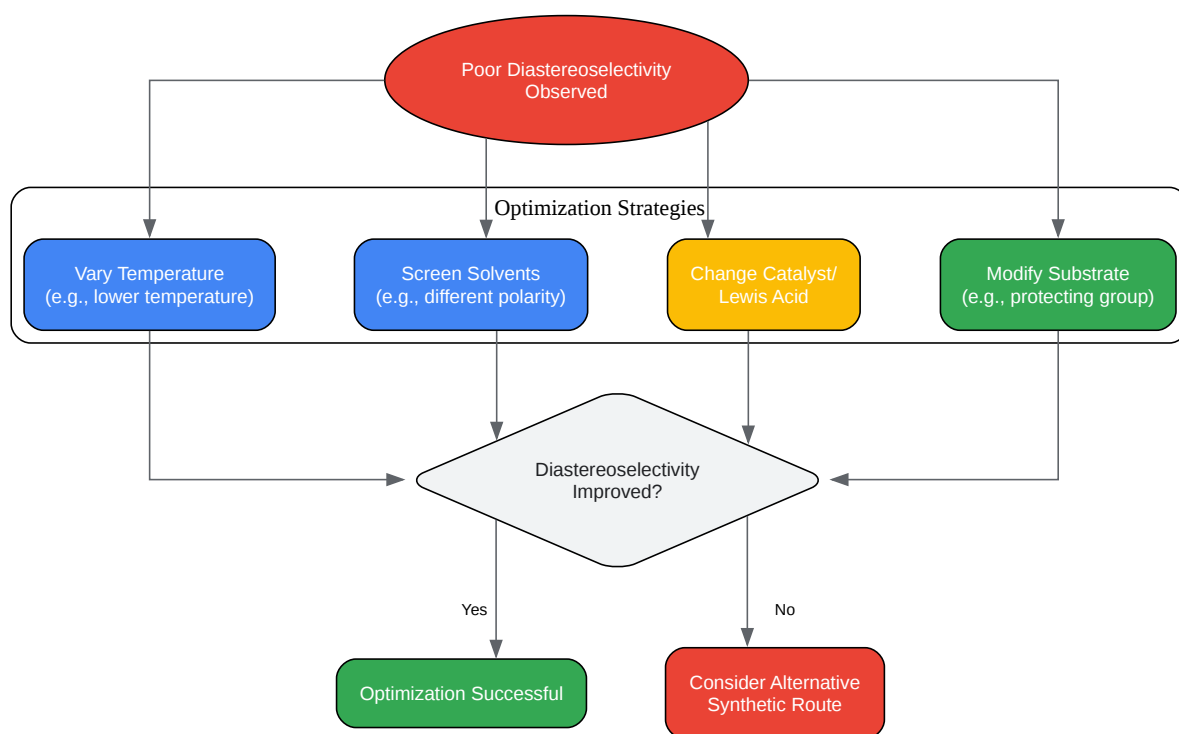 Poor Diastereoselectivity
Observed
Optimization Strategies
Vary Temperature
(e.g., lower temperature)
Screen Solvents
(e.g., different polarity)
Change Catalyst/
Lewis Acid
Modify Substrate
(e.g., protecting group)
Diastereoselectivity
Improved?
Yes
No
Optimization Successful
Consider Alternative
Synthetic Route